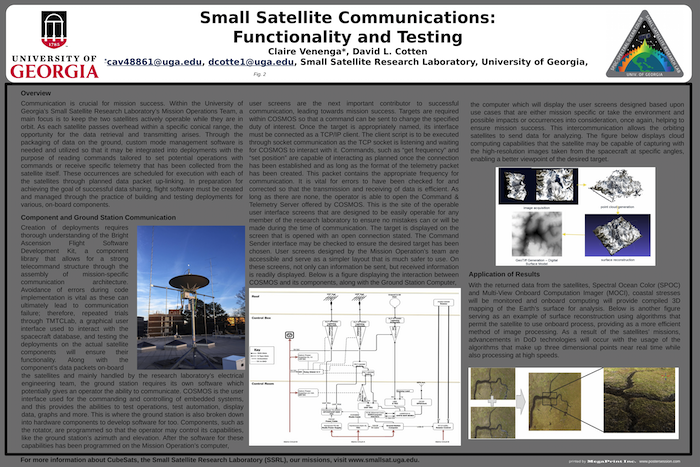 Small Satellite Communications:
Functionality and Testing
Claire Venenga*, David L. Cotten
*cav48861@uga.edu, dcotte1@uga.edu, Small Satellite Research Laboratory, University of Georgia,
Fig. 2
1785
UNIVERSITY OF
GEORGIA
Overview
Communication is crucial for mission success. Within the University of
Georgia's Small Satellite Research Laboratory's Mission Operations Team, a
main focus is to keep the two satellites actively operable while they are in
orbit. As each satellite passes overhead within a specific conical range, the
opportunity for the data retrieval and transmitting arises. Through the
packaging of data on the ground, custom mode management software is
needed and utilized so that it may be integrated into deployments with the
purpose of reading commands tailored to set potential operations with
commands or receive specific telemetry that has been collected from the
satellite itself. These occurrences are scheduled for execution with each of
the satellites through planned data packet up-linking. In preparation for
achieving the goal of successful data sharing, flight software must be created
and managed through the practice of building and testing deployments for
various, on-board components.
Component and Ground Station Communication
Creation of deployments requires
thorough understanding of the Bright
Ascension Flight Software
Development Kit, a component
library that allows for a strong
telecommand structure through the
assembly of mission-specific
communication architecture.
Avoidance of errors during code
implementation is vital as these can
ultimately lead to communication
failure; therefore, repeated trials
through TMTCLab, a graphical user
interface used to interact with the
spacecraft database, and testing the
deployments on the actual satellite
components will ensure their
functionality. Along with the
component's data packets on-board
the satellites and mainly handled by the research laboratory's electrical
engineering team, the ground station requires its own software which
potentially gives an operator the ability to communicate. COSMOS is the user
interface used for the commanding and controlling of embedded systems,
and this provides the abilities to test operations, test automation, display
data, graphs and more. This is where the ground station is also broken down
into hardware components to develop software for too. Components, such as
the rotator, are programmed so that the operator may control its capabilities,
like the ground station's azimuth and elevation. After the software for these
capabilities has been programmed on the Mission Operation's computer,
user screens are the next important contributor to successful
communication, leading towards mission success. Targets are required
within COSMOS so that a command can be sent to change the specified
duty of interest. Once the target is appropriately named, its interface
must be connected as a TCP/IP client. The client script is to be executed
through socket communication as the TCP socket is listening and waiting
for COSMOS to interact with it. Commands, such as "get frequency" and
"set position" are capable of interacting as planned once the connection
has been established and as long as the format of the telemetry packet
has been created. This packet contains the appropriate frequency for
communication. It is vital for errors to have been checked for and
corrected so that the transmission and receiving of data is efficient. As
long as there are none, the operator is able to open the Command &
Telemetry Server offered by COSMOS. This is the site of the operable
user interface screens that are designed to be easily operable for any
member of the research laboratory to ensure no mistakes can or will be
made during the time of communication. The target is displayed on the
screen that is opened with an open connection stated. The Command
Sender interface may be checked to ensure the desired target has been
chosen. User screens designed by the Mission Operation's team are
accessible and serve as a simpler layout that is much safer to use. On
these screens, not only can information be sent, but received information
is readily displayed. Below is a figure displaying the interaction between
COSMOS and its components, along with the Ground Station Computer,
Roof
Control Box
Key
Control Room
the computer which will display the user screens designed based upon
use cases that are either mission specific or take the environment and
possible impacts or occurrences into consideration, once again, helping to
ensure mission success. This intercommunication allows the orbiting
satellites to send data for analyzing. The figure below displays cloud
computing capabilities that the satellite may be capable of capturing with
the high-resolution images taken from the spacecraft at specific angles,
enabling a better viewpoint of the desired target.
image acquisition
point cloud generation
GeoTIF Generation - Digital
Surface Model
surface reconstruction
Application of Results
With the returned data from the satellites, Spectral Ocean Color (SPOC)
and Multi-View Onboard Computation Imager (MOCI), coastal stresses
will be monitored and onboard computing will provide compiled 3D
mapping of the Earth's surface for analysis. Below is another figure
serving as an example of surface reconstruction using algorithms that
permit the satellite to use onboard process, providing as a more efficient
method of image processing. As a result of the satellites' missions,
advancements in DoD technologies will occur with the usage of the
algorithms that make up three dimensional points near real time while
also processing at high speeds.
For more information about CubeSats, the Small Satellite Research Laboratory (SSRL), our missions, visit www.smallsat.uga.edu.
printed by MegaPrint Inc. www.postersession.com